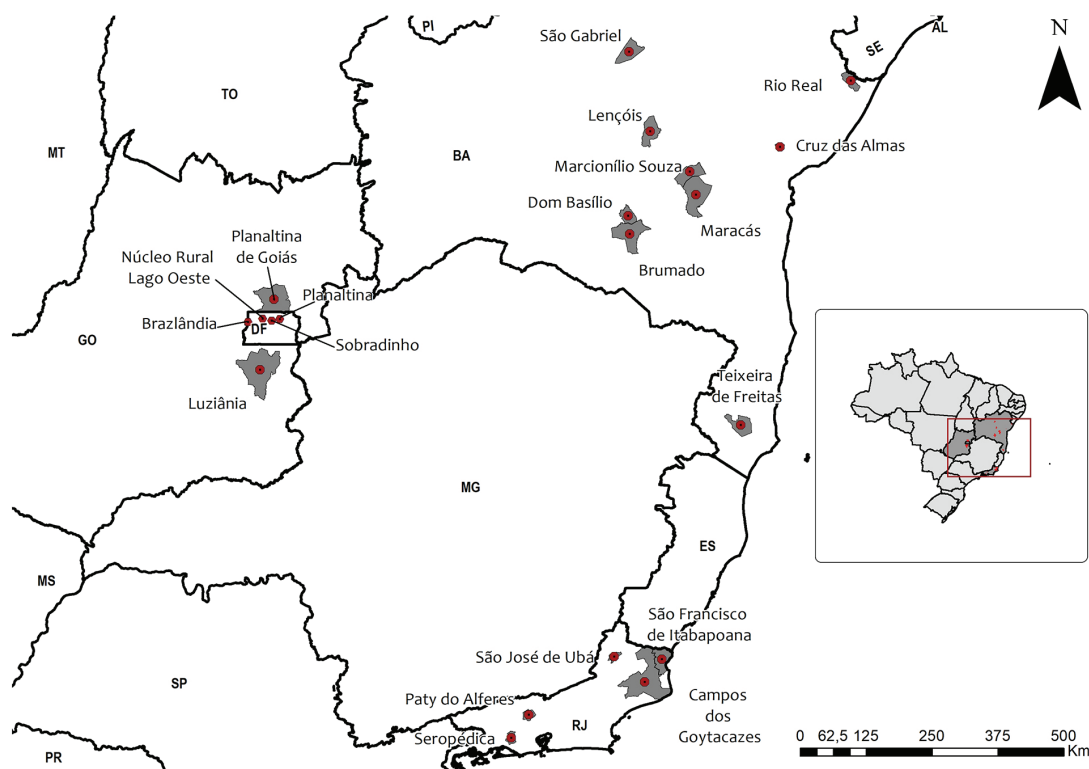 PI
São Gabriel
SE
AL
N
TO
Rio Real
Lençóis
MT
BA
Cruz das Almas
Marcionílio Souza
Dom Basílio
Maracás
Planaltina
de Goiás
Núcleo Rural
Lago Oeste
Brumado
Planaltina
Brazlândia
DF
GO
Sobradinho
Teixeira
de Freitas
Luziânia
MG
ES
MS
São Francisco
de Itabapoana
São José de Ubá
SP
Paty do Alferes
Campos
dos
Goytacazes
RJ
Seropédica
PR
0 62,5 125 250 375 500
Km